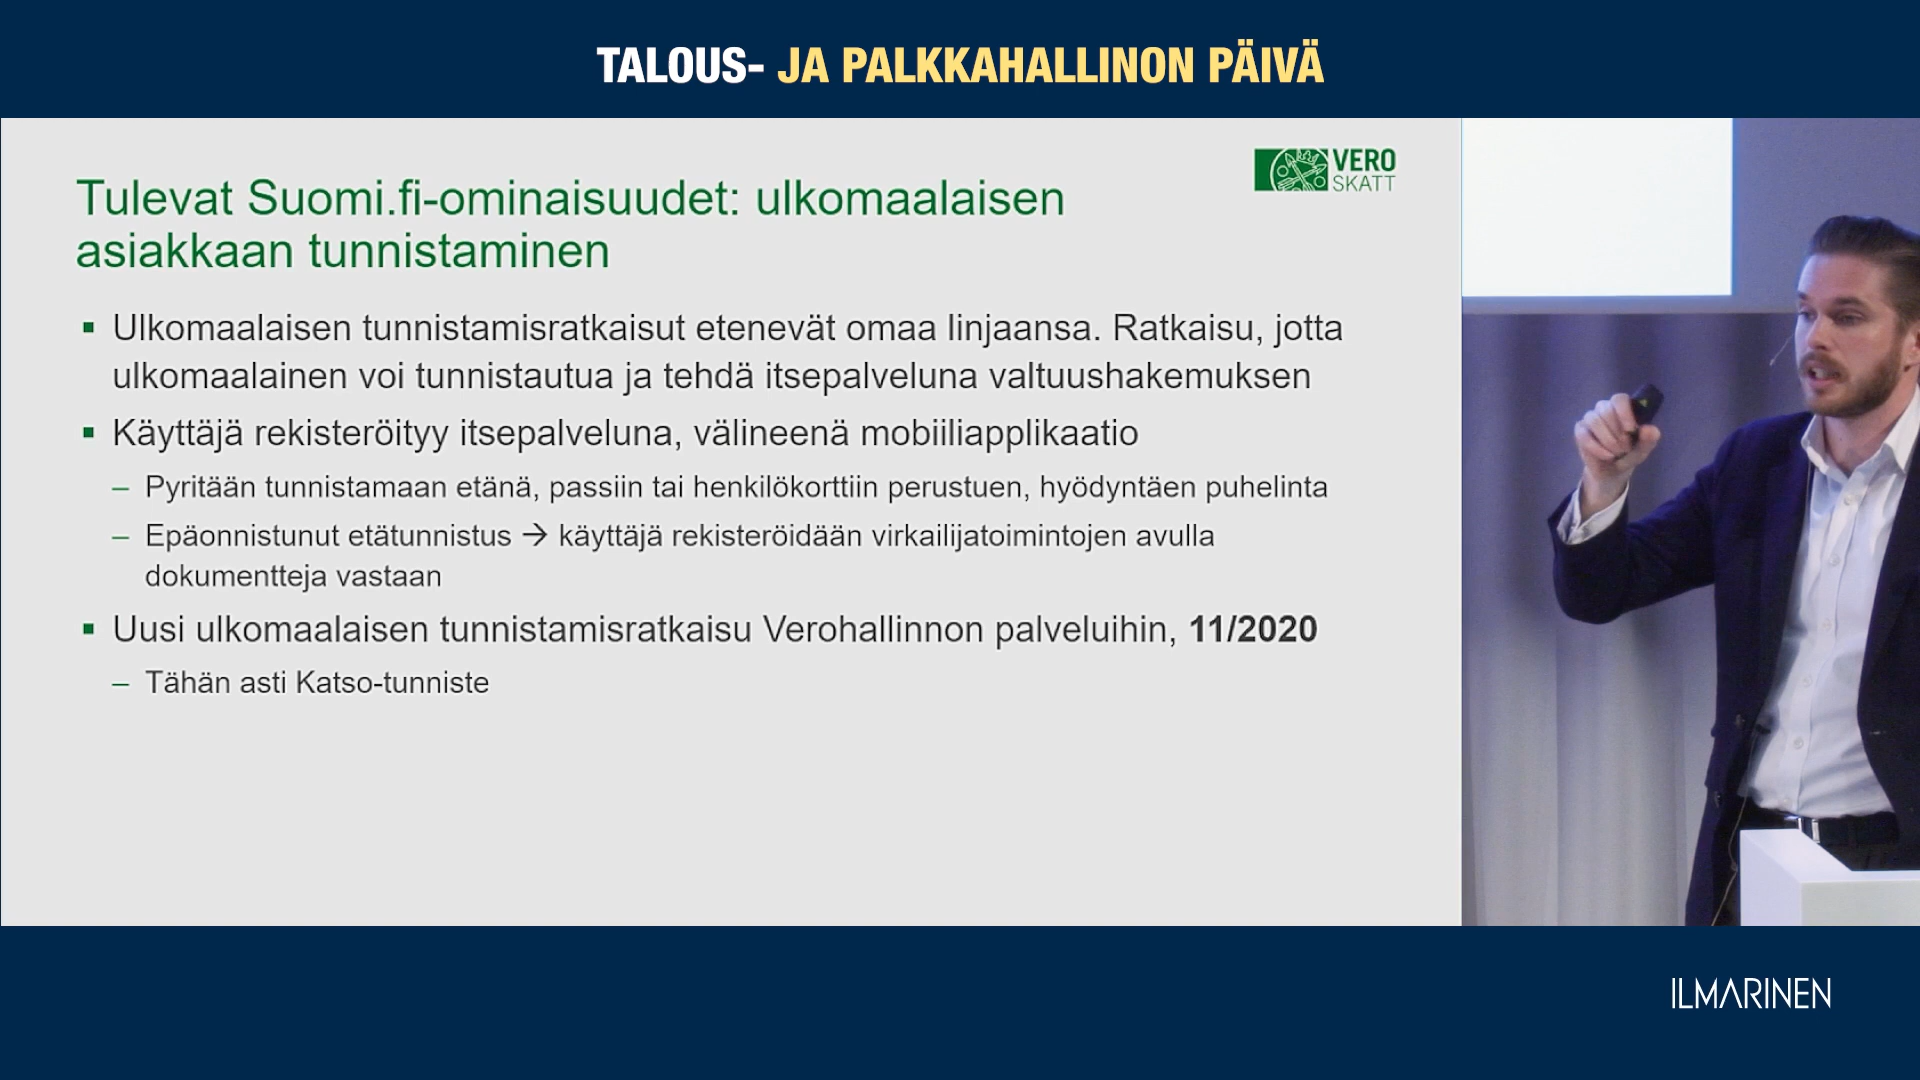 TALOUS- JA PALKKAHALLINON PÄIVÄ
VERO
SKATT
Tulevat Suomi.fi-ominaisuudet: ulkomaalaisen
asiakkaan tunnistaminen
▪ Ulkomaalaisen tunnistamisratkaisut etenevät omaa linjaansa. Ratkaisu, jotta
ulkomaalainen voi tunnistautua ja tehdä itsepalveluna valtuushakemuksen
▪ Käyttäjä rekisteröityy itsepalveluna, välineenä mobiiliapplikaatio
– Pyritään tunnistamaan etänä, passiin tai henkilökorttiin perustuen, hyödyntäen puhelinta
– Epäonnistunut etätunnistus → käyttäjä rekisteröidään virkailijatoimintojen avulla
dokumentteja vastaan
▪ Uusi ulkomaalaisen tunnistamisratkaisu Verohallinnon palveluihin, 11/2020
– Tähän asti Katso-tunniste
ILMARINEN